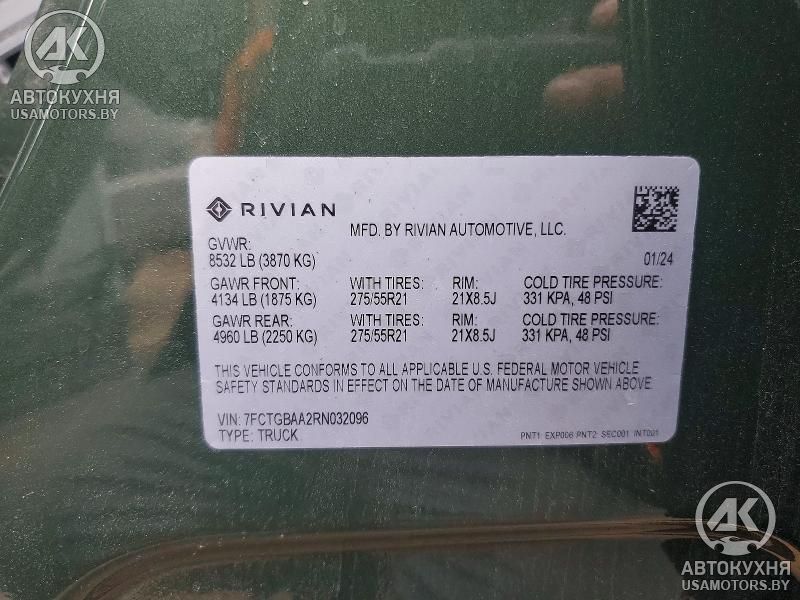 АК
АВТОКУХНЯ
USAMOTORS.BY
RIVIAN
MFD. BY RIVIAN AUTOMOTIVE, LLC.
GVWR:
8532 LB (3870 KG)
01/24
GAWR FRONT: WITH TIRES: RIM: COLD TIRE PRESSURE:
4134 LB (1875 KG) 275/55R21 21X8.5J 331 KPA, 48 PSI
GAWR REAR: WITH TIRES: RIM: COLD TIRE PRESSURE:
4960 LB (2250 KG) 275/55R21 21X8.5J 331 KPA, 48 PSI
THIS VEHICLE CONFORMS TO ALL APPLICABLE U.S. FEDERAL MOTOR VEHICLE
SAFETY STANDARDS IN EFFECT ON THE DATE OF MANUFACTURE SHOWN ABOVE.
VIN: 7FCTGBAA2RN032096
TYPE: TRUCK
PNT1: EXP006 PNT2: SEC001 INT001
АК
АВТОКУХНЯ
USAMOTORS.BY